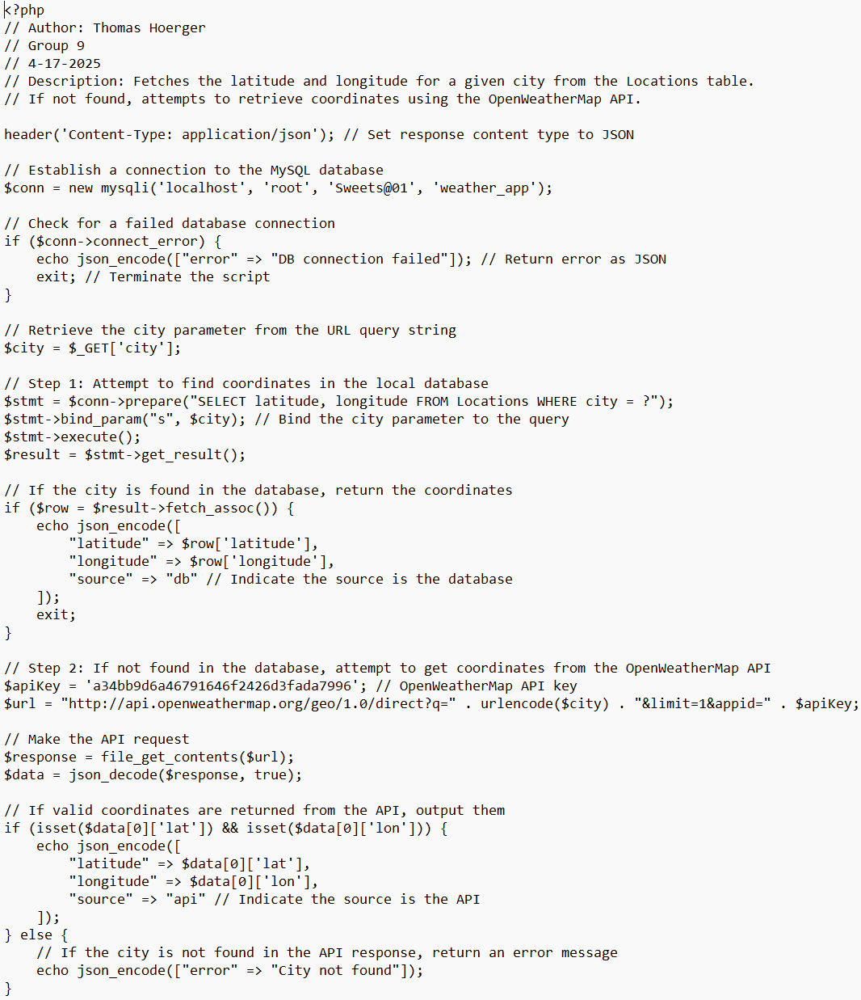 <?php
// Author: Thomas Hoerger
// Group 9
// 4-17-2025
// Description: Fetches the latitude and longitude for a given city from the Locations table.
// If not found, attempts to retrieve coordinates using the OpenWeatherMap API.

header('Content-Type: application/json'); // Set response content type to JSON

// Establish a connection to the MySQL database
$conn = new mysqli('localhost', 'root', 'Sweets@01', 'weather_app');

// Check for a failed database connection
if ($conn->connect_error) {
    echo json_encode(["error" => "DB connection failed"]); // Return error as JSON
    exit; // Terminate the script
}

// Retrieve the city parameter from the URL query string
$city = $_GET['city'];

// Step 1: Attempt to find coordinates in the local database
$stmt = $conn->prepare("SELECT latitude, longitude FROM Locations WHERE city = ?");
$stmt->bind_param("s", $city); // Bind the city parameter to the query
$stmt->execute();
$result = $stmt->get_result();

// If the city is found in the database, return the coordinates
if ($row = $result->fetch_assoc()) {
    echo json_encode([
        "latitude" => $row['latitude'],
        "longitude" => $row['longitude'],
        "source" => "db" // Indicate the source is the database
    ]);
    exit;
}

// Step 2: If not found in the database, attempt to get coordinates from the OpenWeatherMap API
$apiKey = 'a34bb9d6a46791646f2426d3fada7996'; // OpenWeatherMap API key
$url = "http://api.openweathermap.org/geo/1.0/direct?q=" . urlencode($city) . "&limit=1&appid=" . $apiKey;

// Make the API request
$response = file_get_contents($url);
$data = json_decode($response, true);

// If valid coordinates are returned from the API, output them
if (isset($data[0]['lat']) && isset($data[0]['lon'])) {
    echo json_encode([
        "latitude" => $data[0]['lat'],
        "longitude" => $data[0]['lon'],
        "source" => "api" // Indicate the source is the API
    ]);
} else {
    // If the city is not found in the API response, return an error message
    echo json_encode(["error" => "City not found"]);
}